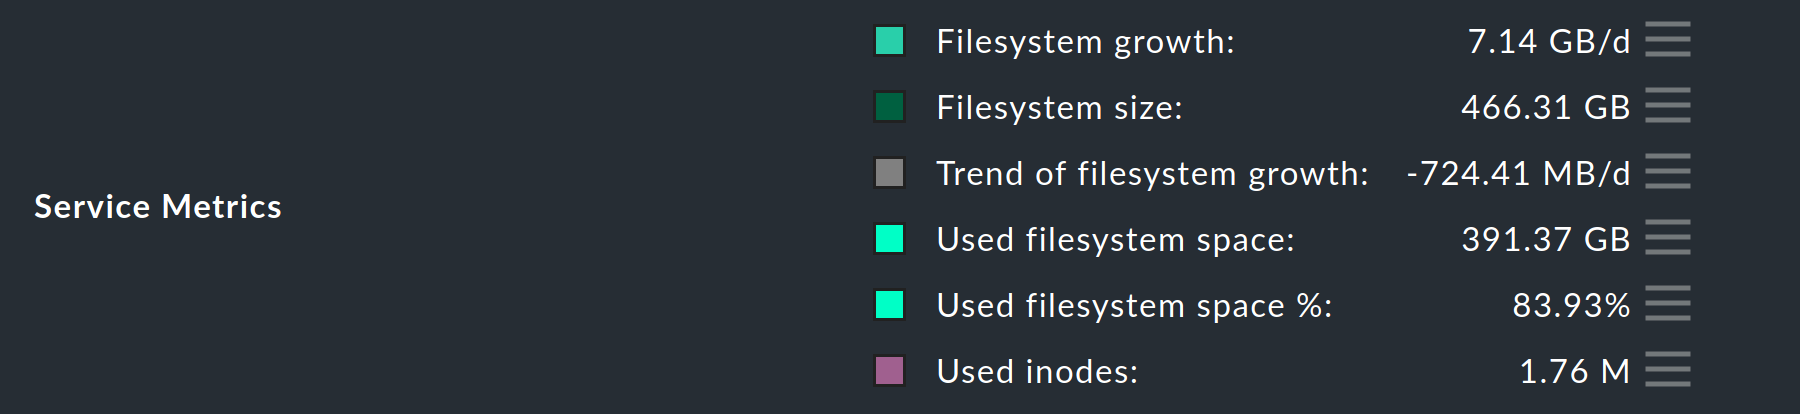 Service Metrics
Filesystem growth: 7.14 GB/d
Filesystem size: 466.31 GB
Trend of filesystem growth: -724.41 MB/d
Used filesystem space: 391.37 GB
Used filesystem space %: 83.93%
Used inodes: 1.76 M